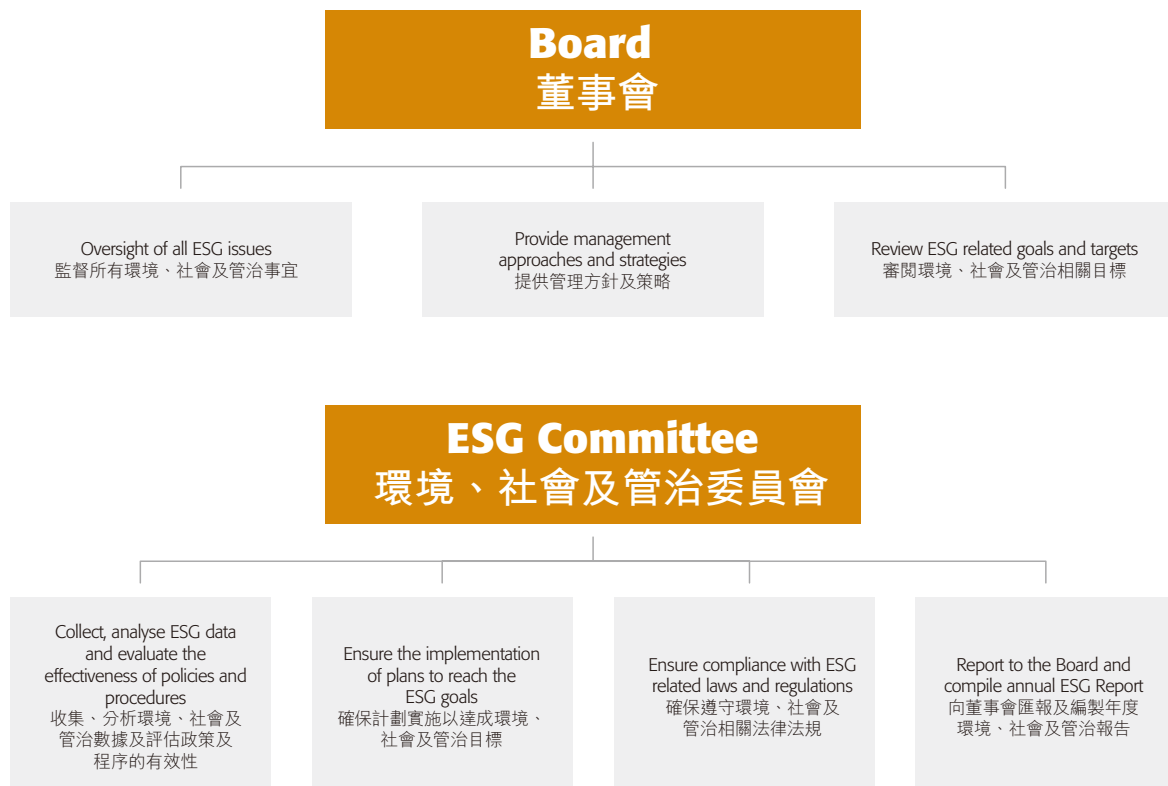 Board
董事會
Oversight of all ESG issues
監督所有環境、社會及管治事宜
Provide management
approaches and strategies
提供管理方針及策略
Review ESG related goals and targets
審閱環境、社會及管治相關目標
ESG Committee
環境、社會及管治委員會
Collect, analyse ESG data
and evaluate the
effectiveness of policies and
procedures
收集、分析環境、社會及
管治數據及評估政策及
程序的有效性
Ensure the implementation
of plans to reach the
ESG goals
確保計劃實施以達成環境、
社會及管治目標
Ensure compliance with ESG
related laws and regulations
確保遵守環境、社會及
管治相關法律法規
Report to the Board and
compile annual ESG Report
向董事會匯報及編製年度
環境、社會及管治報告